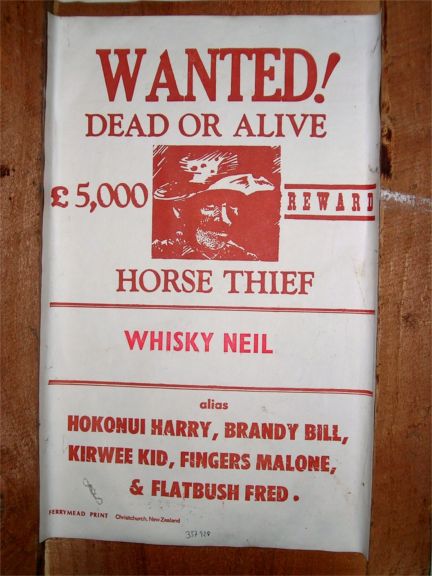 WANTED!
DEAD OR ALIVE
£5,000 REWARD
HORSE THIEF
WHISKY NEIL
alias
HOKONUI HARRY, BRANDY BILL,
KIRWEE KID, FINGERS MALONE,
& FLATBUSH FRED.
FERRYMEAD PRINT Christchurch, New Zealand